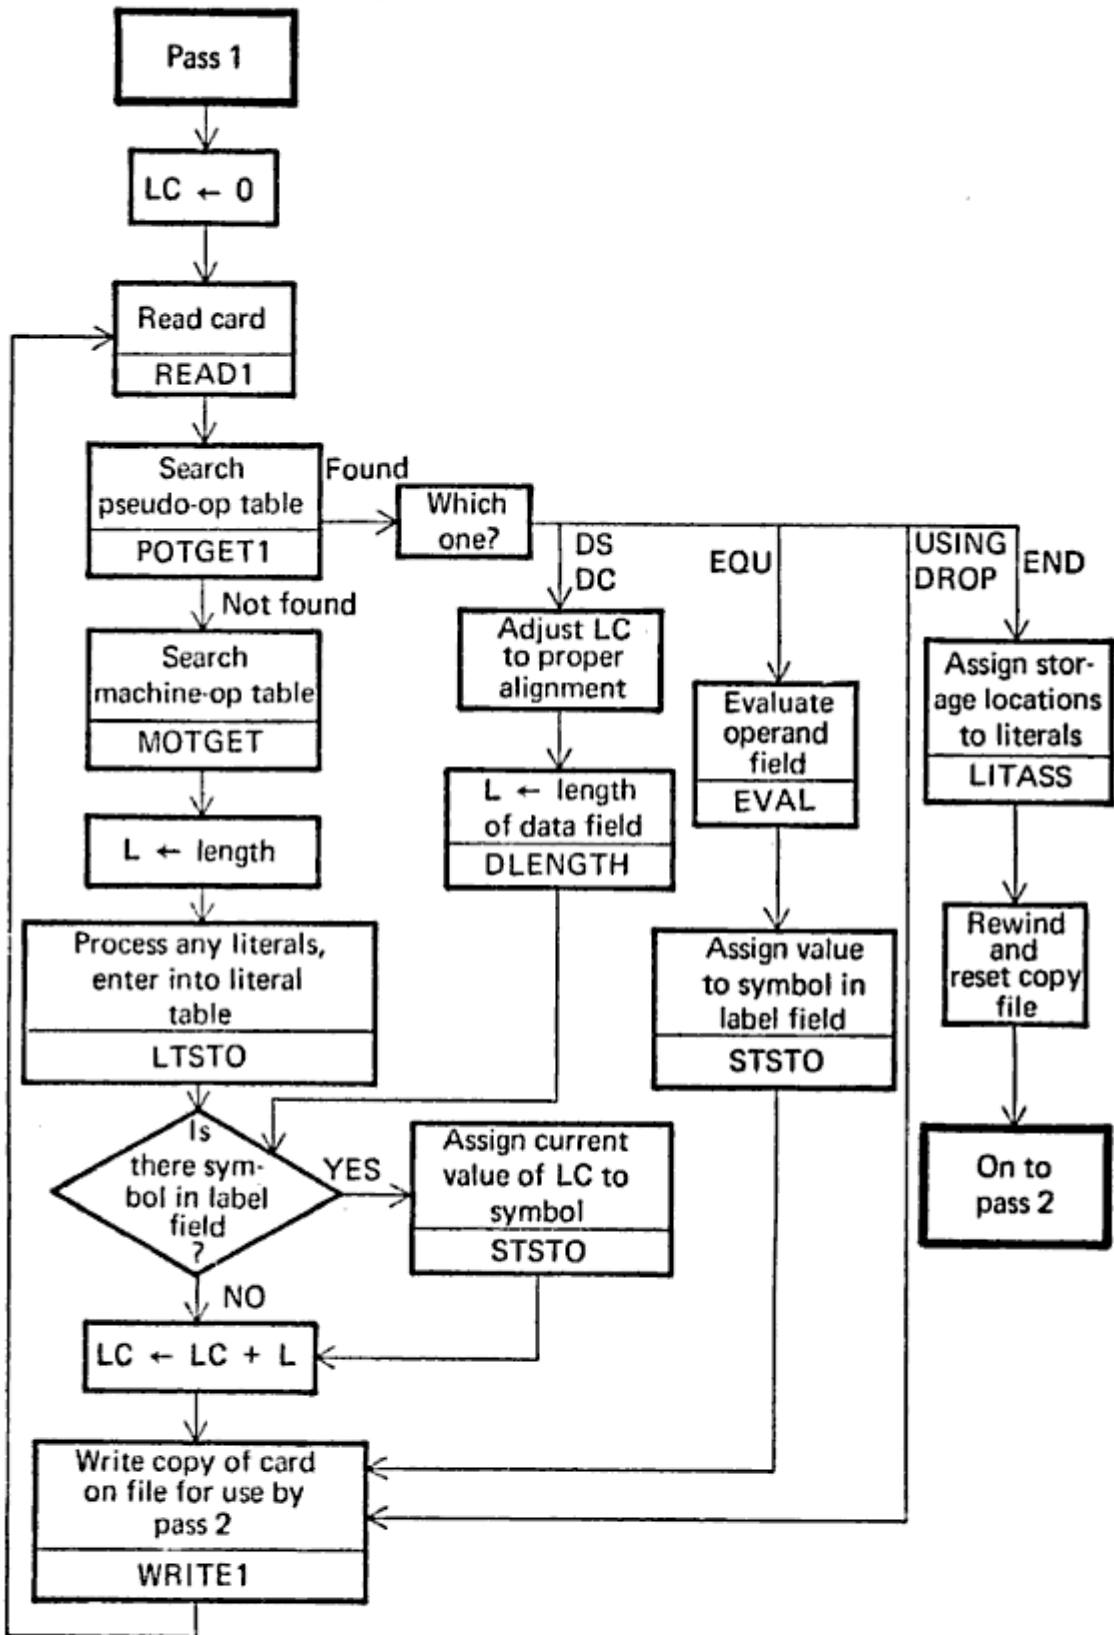 Pass 1
LC ← 0
Read card
READ1
Search
pseudo-op table
POTGET1
Found
Which
one?
DS
DC
EQU
USING
DROP
END
Not found
Search
machine-op table
MOTGET
L ← length
Process any literals,
enter into literal
table
LTSTO
Adjust LC
to proper
alignment
L ← length
of data field
DLENGTH
Evaluate
operand
field
EVAL
Assign value
to symbol in
label field
STSTO
Assign stor-
age locations
to literals
LITASS
Rewind
and
reset copy
file
On to
pass 2
Is
there sym-
bol in label
field
?
YES
Assign current
value of LC to
symbol
STSTO
NO
LC ← LC + L
Write copy of card
on file for use by
pass 2
WRITE1